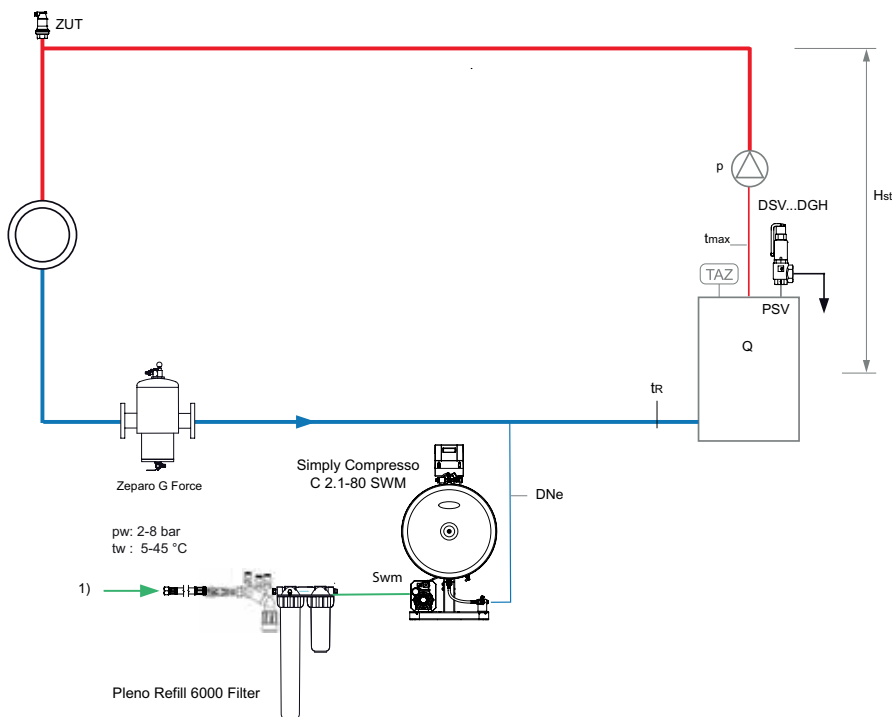 ZUT
p
Hst
DSV...DGH
tmax
TAZ
PSV
Q
tR
Zeparo G Force
Simply Compresso
C 2.1-80 SWM
DNe
pw: 2-8 bar
tw : 5-45 °C
Swm
1)
Pleno Refill 6000 Filter